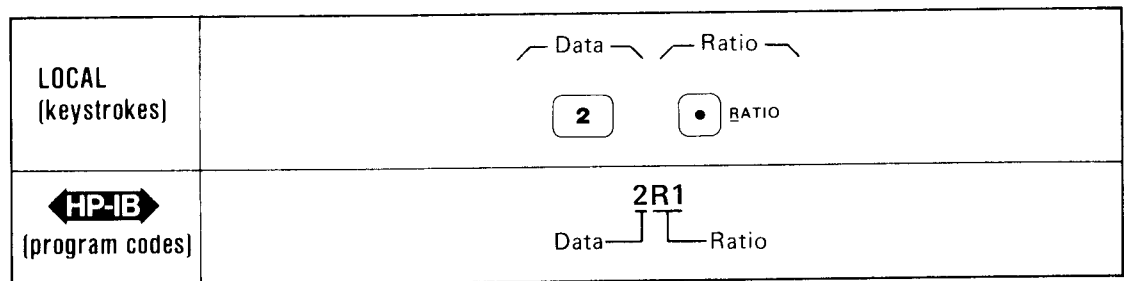 Data Ratio
LOCAL
(keystrokes)
2 • RATIO
HP-IB
2R1
(program codes)
Data Ratio